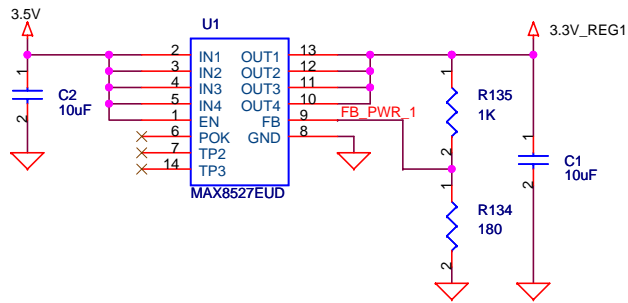 3.5V
U1
3.3V_REG1
2 IN1 OUT1 13
3 IN2 OUT2 12
4 IN3 OUT3 11
5 IN4 OUT4 10
1 EN FB 9 FB_PWR_1
6 POK GND 8
7 TP2
14 TP3
MAX8527EUD
1
C2
10uF
2
1
R135
1K
2
1
R134
180
2
1
C1
10uF
2